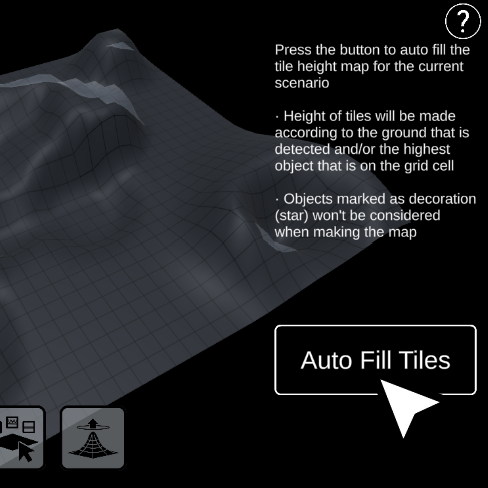 ?
Press the button to auto fill the
tile height map for the current
scenario
· Height of tiles will be made
according to the ground that is
detected and/or the highest
object that is on the grid cell
· Objects marked as decoration
(star) won't be considered
when making the map
Auto Fill Tiles